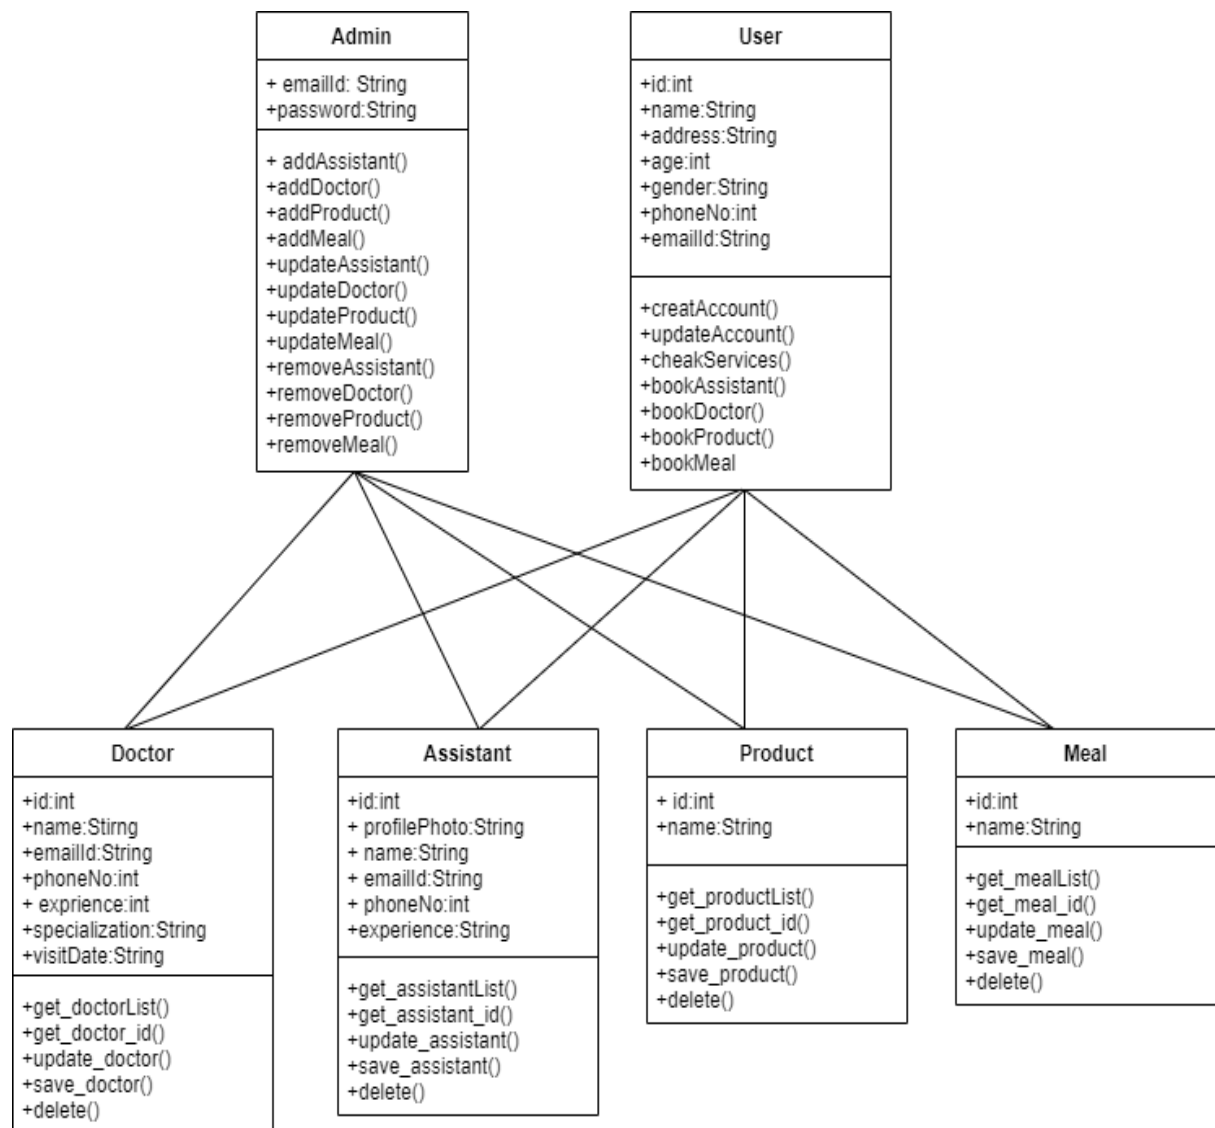 Admin
+ emailId: String
+password:String
+ addAssistant()
+addDoctor()
+addProduct()
+addMeal()
+updateAssistant()
+updateDoctor()
+updateProduct()
+updateMeal()
+removeAssistant()
+removeDoctor()
+removeProduct()
+removeMeal()
User
+id:int
+name:String
+address:String
+age:int
+gender:String
+phoneNo:int
+emailId:String
+creatAccount()
+updateAccount()
+cheakServices()
+bookAssistant()
+bookDoctor()
+bookProduct()
+bookMeal
Doctor
+id:int
+name:Stirng
+emailId:String
+phoneNo:int
+ exprience:int
+specialization:String
+visitDate:String
+get_doctorList()
+get_doctor_id()
+update_doctor()
+save_doctor()
+delete()
Assistant
+id:int
+ profilePhoto:String
+ name:String
+ emailId:String
+ phoneNo:int
+experience:String
+get_assistantList()
+get_assistant_id()
+update_assistant()
+save_assistant()
+delete()
Product
+ id:int
+name:String
+get_productList()
+get_product_id()
+update_product()
+save_product()
+delete()
Meal
+id:int
+name:String
+get_mealList()
+get_meal_id()
+update_meal()
+save_meal()
+delete()